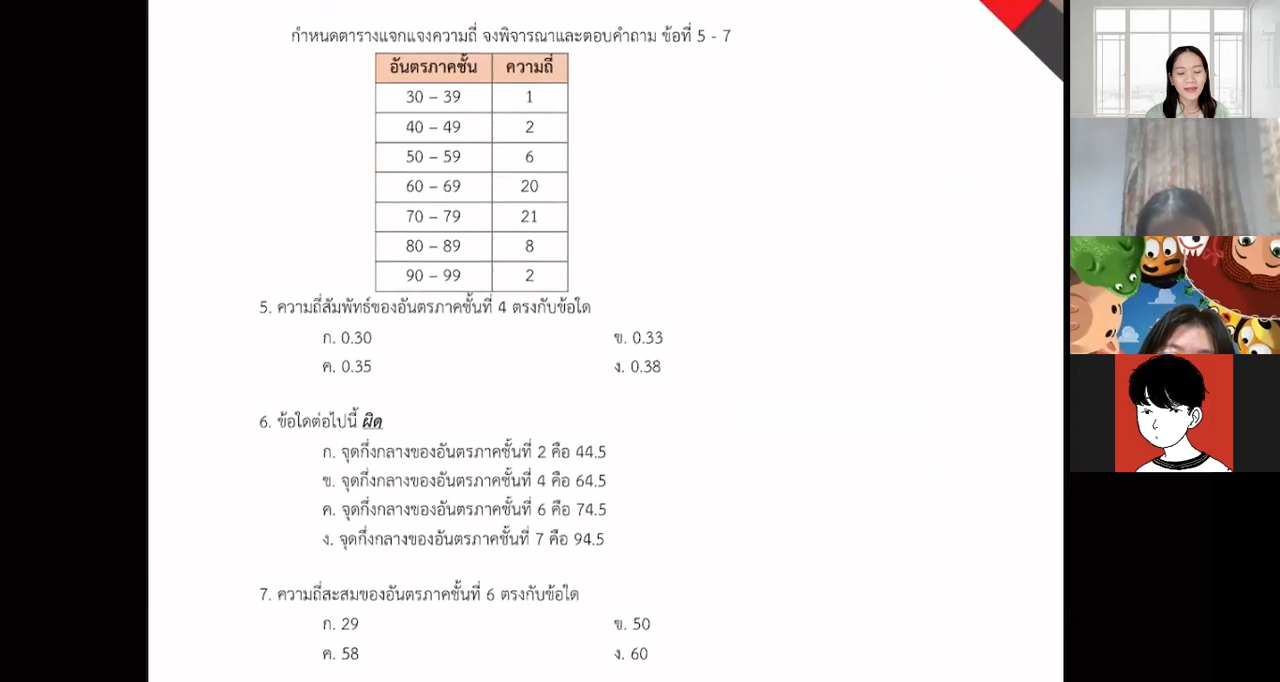 กำหนดตารางแจกแจงความถี่ จงพิจารณาและตอบคำถาม ข้อที่ 5 - 7
อันตรภาคชั้น ความถี่
30 – 39 1
40 – 49 2
50 – 59 6
60 – 69 20
70 – 79 21
80 – 89 8
90 – 99 2
5. ความถี่สัมพัทธ์ของอันตรภาคชั้นที่ 4 ตรงกับข้อใด
ก. 0.30 ข. 0.33
ค. 0.35 ง. 0.38
6. ข้อใดต่อไปนี้ ผิด
ก. จุดกึ่งกลางของอันตรภาคชั้นที่ 2 คือ 44.5
ข. จุดกึ่งกลางของอันตรภาคชั้นที่ 4 คือ 64.5
ค. จุดกึ่งกลางของอันตรภาคชั้นที่ 6 คือ 74.5
ง. จุดกึ่งกลางของอันตรภาคชั้นที่ 7 คือ 94.5
7. ความถี่สะสมของอันตรภาคชั้นที่ 6 ตรงกับข้อใด
ก. 29 ข. 50
ค. 58 ง. 60